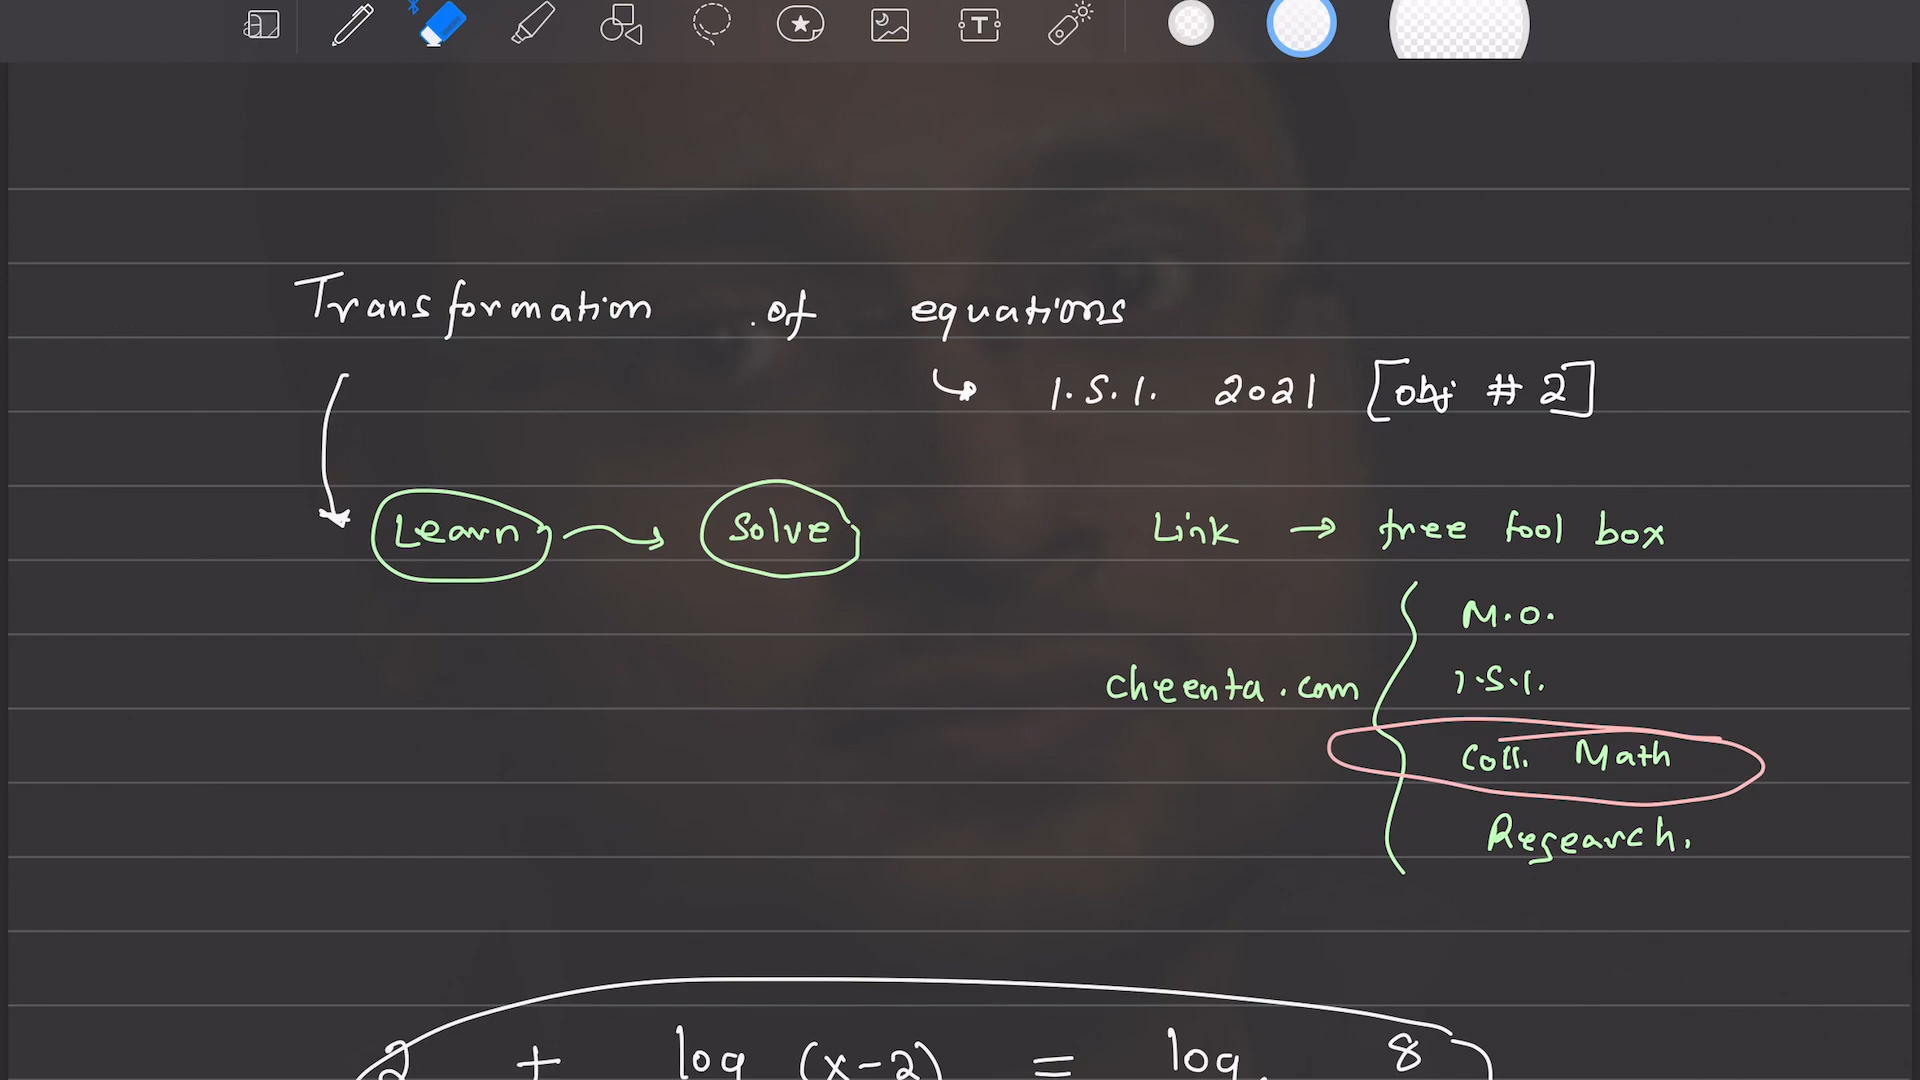 Transformation of equations
I.S.I. 2021 [obj # 2]
Learn Solve Link → free tool box
M.O.
cheenta.com I.S.I.
Coll. Math
Research.
2 + log (x-2) = log 8